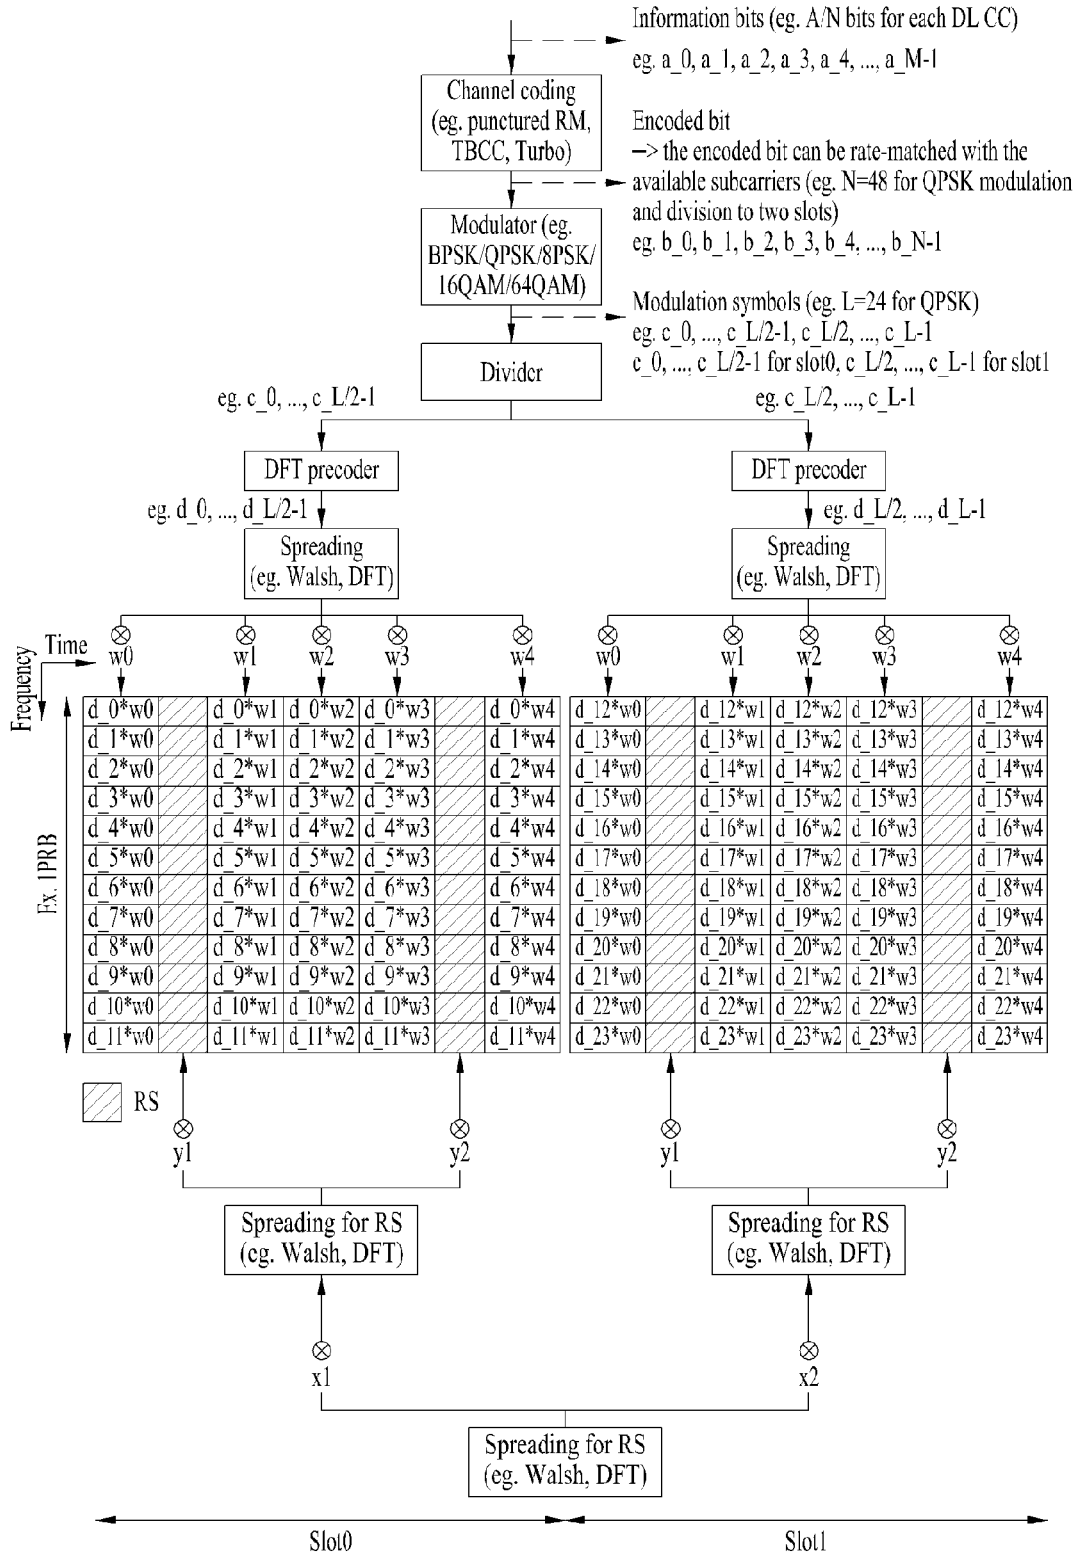 Information bits (eg. A/N bits for each DL CC)
eg. a_0, a_1, a_2, a_3, a_4, ..., a_M-1
Channel coding
(eg. punctured RM,
TBCC, Turbo)
Encoded bit
–> the encoded bit can be rate-matched with the
available subcarriers (eg. N=48 for QPSK modulation
and division to two slots)
eg. b_0, b_1, b_2, b_3, b_4, ..., b_N-1
Modulator (eg.
BPSK/QPSK/8PSK/
16QAM/64QAM)
Modulation symbols (eg. L=24 for QPSK)
eg. c_0, ..., c_L/2-1, c_L/2, ..., c_L-1
c_0, ..., c_L/2-1 for slot0, c_L/2, ..., c_L-1 for slot1
Divider
eg. c_0, ..., c_L/2-1
eg. c_L/2, ..., c_L-1
DFT precoder
DFT precoder
eg. d_0, ..., d_L/2-1
eg. d_L/2, ..., d_L-1
Spreading
(eg. Walsh, DFT)
Spreading
(eg. Walsh, DFT)
Frequency
Time
w0 w1 w2 w3 w4 w0 w1 w2 w3 w4
Ex. 1PRB
d_0*w0 d_0*w1 d_0*w2 d_0*w3 d_0*w4 d_12*w0 d_12*w1 d_12*w2 d_12*w3 d_12*w4
d_1*w0 d_1*w1 d_1*w2 d_1*w3 d_1*w4 d_13*w0 d_13*w1 d_13*w2 d_13*w3 d_13*w4
d_2*w0 d_2*w1 d_2*w2 d_2*w3 d_2*w4 d_14*w0 d_14*w1 d_14*w2 d_14*w3 d_14*w4
d_3*w0 d_3*w1 d_3*w2 d_3*w3 d_3*w4 d_15*w0 d_15*w1 d_15*w2 d_15*w3 d_15*w4
d_4*w0 d_4*w1 d_4*w2 d_4*w3 d_4*w4 d_16*w0 d_16*w1 d_16*w2 d_16*w3 d_16*w4
d_5*w0 d_5*w1 d_5*w2 d_5*w3 d_5*w4 d_17*w0 d_17*w1 d_17*w2 d_17*w3 d_17*w4
d_6*w0 d_6*w1 d_6*w2 d_6*w3 d_6*w4 d_18*w0 d_18*w1 d_18*w2 d_18*w3 d_18*w4
d_7*w0 d_7*w1 d_7*w2 d_7*w3 d_7*w4 d_19*w0 d_19*w1 d_19*w2 d_19*w3 d_19*w4
d_8*w0 d_8*w1 d_8*w2 d_8*w3 d_8*w4 d_20*w0 d_20*w1 d_20*w2 d_20*w3 d_20*w4
d_9*w0 d_9*w1 d_9*w2 d_9*w3 d_9*w4 d_21*w0 d_21*w1 d_21*w2 d_21*w3 d_21*w4
d_10*w0 d_10*w1 d_10*w2 d_10*w3 d_10*w4 d_22*w0 d_22*w1 d_22*w2 d_22*w3 d_22*w4
d_11*w0 d_11*w1 d_11*w2 d_11*w3 d_11*w4 d_23*w0 d_23*w1 d_23*w2 d_23*w3 d_23*w4
RS
y1 y2 y1 y2
Spreading for RS
(eg. Walsh, DFT)
Spreading for RS
(eg. Walsh, DFT)
x1 x2
Spreading for RS
(eg. Walsh, DFT)
Slot0 Slot1